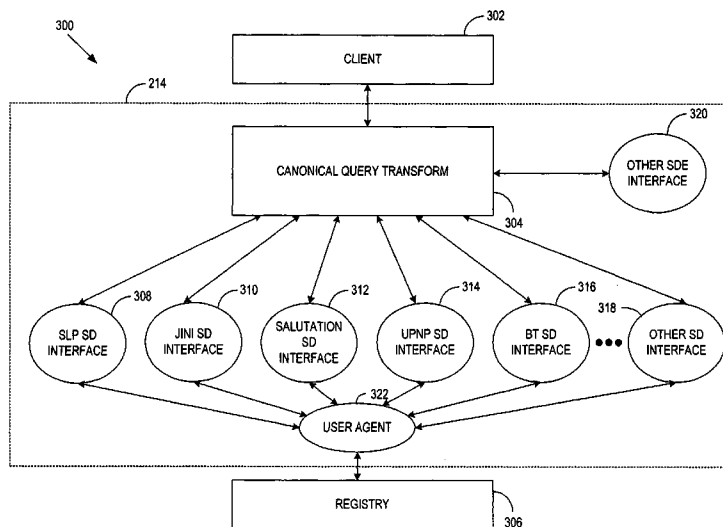 300
302
CLIENT
214
320
CANONICAL QUERY TRANSFORM
OTHER SDE
INTERFACE
304
308
310
312
314
316
318
SLP SD
INTERFACE
JINI SD
INTERFACE
SALUTATION
SD
INTERFACE
UPNP SD
INTERFACE
BT SD
INTERFACE
OTHER SD
INTERFACE
322
USER AGENT
REGISTRY
306